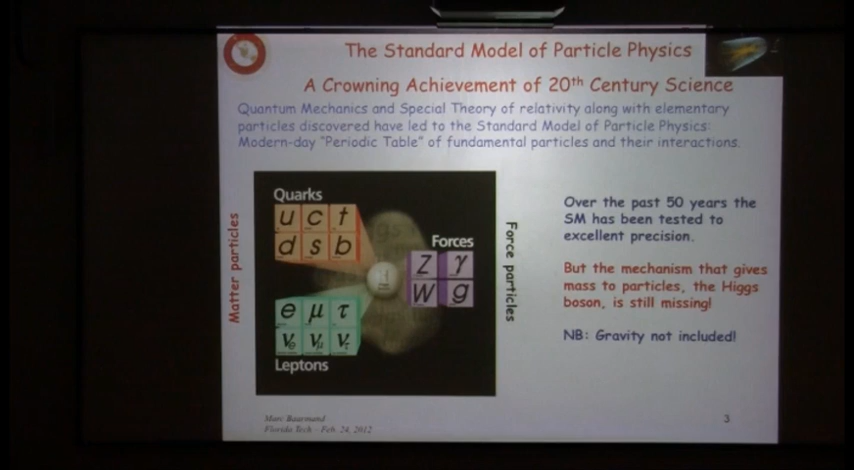 The Standard Model of Particle Physics
A Crowning Achievement of 20th Century Science
Quantum Mechanics and Special Theory of relativity along with elementary
particles discovered have led to the Standard Model of Particle Physics:
Modern-day "Periodic Table" of fundamental particles and their interactions.
Matter particles
Quarks
u c t
d s b
Forces
Z γ
W g
e μ τ
νe νμ ντ
Leptons
Force particles
Over the past 50 years the
SM has been tested to
excellent precision.
But the mechanism that gives
mass to particles, the Higgs
boson, is still missing!
NB: Gravity not included!
Marc Baarmand
Florida Tech – Feb. 24, 2012
3